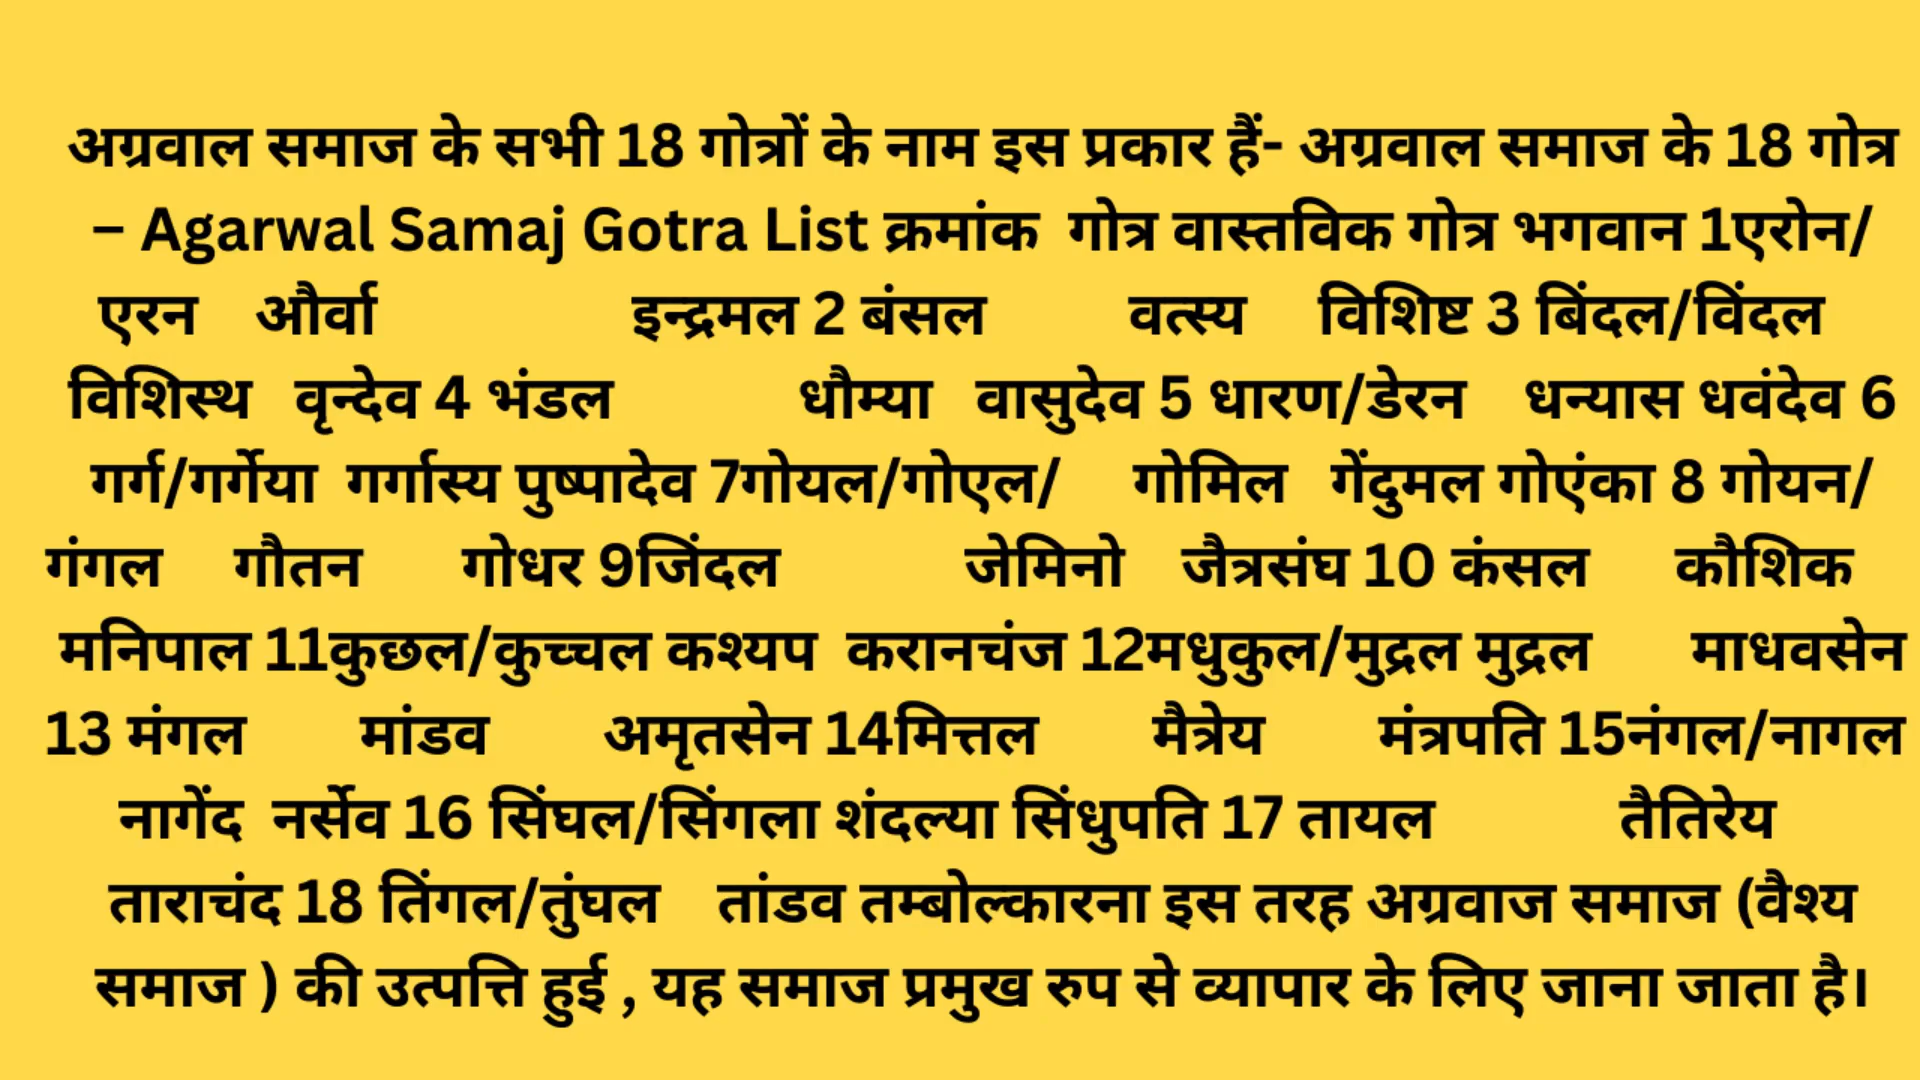 अग्रवाल समाज के सभी 18 गोत्रों के नाम इस प्रकार हैं- अग्रवाल समाज के 18 गोत्र
– Agarwal Samaj Gotra List क्रमांक गोत्र वास्तविक गोत्र भगवान 1एरोन/
एरन और्वा इन्द्रमल 2 बंसल वत्स्य विशिष्ट 3 बिंदल/विंदल
विशिस्थ वृन्देव 4 भंडल धौम्या वासुदेव 5 धारण/डेरन धन्यास धवंदेव 6
गर्ग/गर्गेया गर्गास्य पुष्पादेव 7गोयल/गोएल/ गोमिल गेंदुमल गोएंका 8 गोयन/
गंगल गौतन गोधर 9जिंदल जेमिनो जैत्रसंघ 10 कंसल कौशिक
मनिपाल 11कुछल/कुच्चल कश्यप करानचंज 12मधुकुल/मुद्रल मुद्रल माधवसेन
13 मंगल मांडव अमृतसेन 14मित्तल मैत्रेय मंत्रपति 15नंगल/नागल
नागेंद नर्सेव 16 सिंघल/सिंगला शंदल्या सिंधुपति 17 तायल तैतिरेय
ताराचंद 18 तिंगल/तुंघल तांडव तम्बोल्कारना इस तरह अग्रवाज समाज (वैश्य
समाज ) की उत्पत्ति हुई , यह समाज प्रमुख रुप से व्यापार के लिए जाना जाता है।